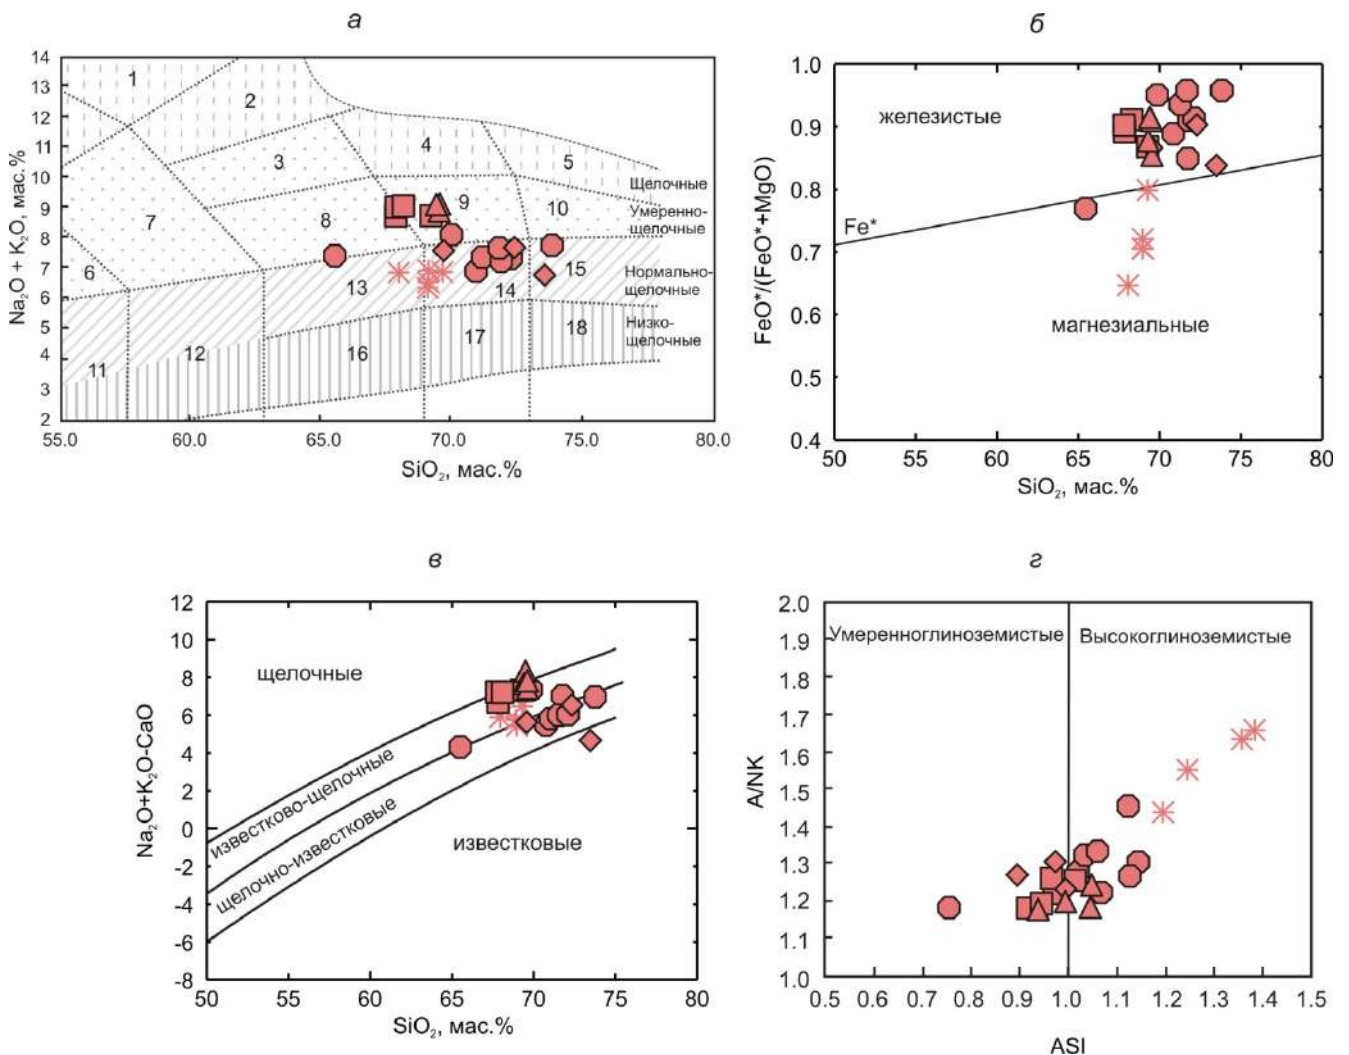 а
14
13
12
11
10
9
8
7
6
5
4
3
2
Na2O + K2O, мас.%
1
2
3
4
5
6
7
8
9
10
11
12
13
14
15
16
17
18
Щелочные
Умеренно-
щелочные
Нормально-
щелочные
Низко-
щелочные
55.0 60.0 65.0 70.0 75.0 80.0
SiO2, мас.%
б
1.0
0.9
0.8
0.7
0.6
0.5
0.4
FeO*/(FeO*+MgO)
железистые
Fe*
магнезиальные
50 55 60 65 70 75 80
SiO2, мас.%
в
12
10
8
6
4
2
0
-2
-4
-6
-8
Na2O+K2O-CaO
щелочные
известково-щелочные
щелочно-известковые
известковые
50 55 60 65 70 75 80
SiO2, мас.%
г
2.0
1.9
1.8
1.7
1.6
1.5
1.4
1.3
1.2
1.1
1.0
A/NK
Умеренноглиноземистые
Высокоглиноземистые
0.5 0.6 0.7 0.8 0.9 1.0 1.1 1.2 1.3 1.4 1.5
ASI